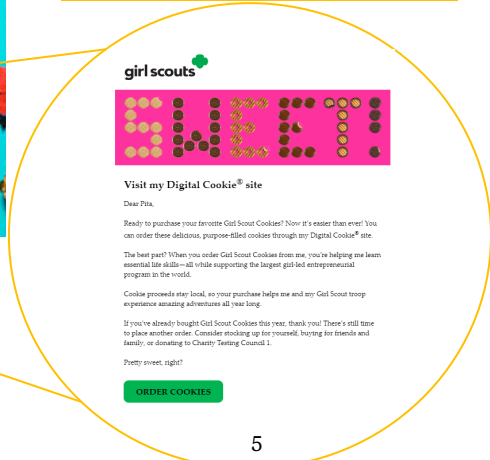 girl scouts
SWEET!
Visit my Digital Cookie® site
Dear Pita,
Ready to purchase your favorite Girl Scout Cookies? Now it's easier than ever! You
can order these delicious, purpose-filled cookies through my Digital Cookie® site.
The best part? When you order Girl Scout Cookies from me, you're helping me learn
essential life skills—all while supporting the largest girl-led entrepreneurial
program in the world.
Cookie proceeds stay local, so your purchase helps me and my Girl Scout troop
experience amazing adventures all year long.
If you've already bought Girl Scout Cookies this year, thank you! There's still time
to place another order. Consider stocking up for yourself, buying for friends and
family, or donating to Charity Testing Council 1.
Pretty sweet, right?
ORDER COOKIES
5